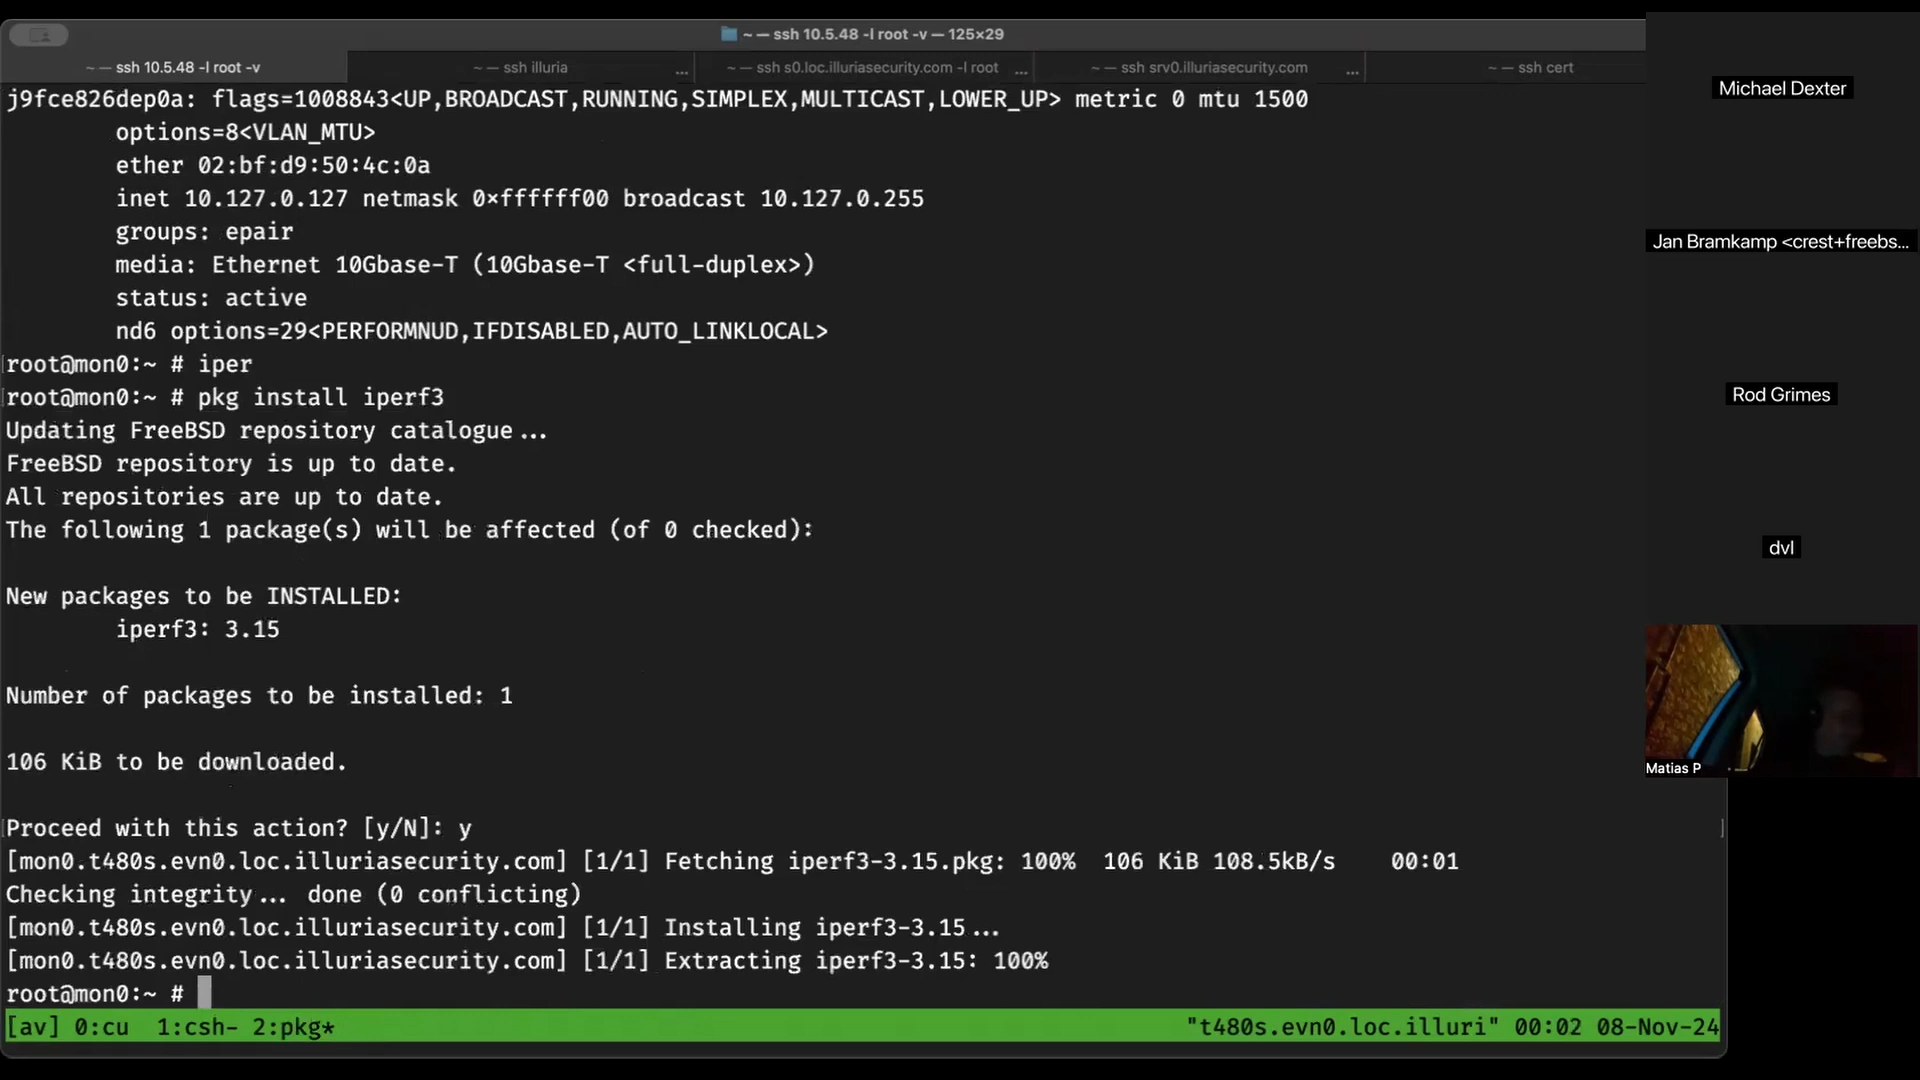 ~ — ssh 10.5.48 -l root -v — 125×29
~ — ssh 10.5.48 -l root -v
~ — ssh illuria ...
~ — ssh s0.loc.illuriasecurity.com -l root ...
~ — ssh srv0.illuriasecurity.com ...
~ — ssh cert
j9fce826dep0a: flags=1008843<UP,BROADCAST,RUNNING,SIMPLEX,MULTICAST,LOWER_UP> metric 0 mtu 1500
options=8<VLAN_MTU>
ether 02:bf:d9:50:4c:0a
inet 10.127.0.127 netmask 0×ffffff00 broadcast 10.127.0.255
groups: epair
media: Ethernet 10Gbase-T (10Gbase-T <full-duplex>)
status: active
nd6 options=29<PERFORMNUD,IFDISABLED,AUTO_LINKLOCAL>
root@mon0:~ # iper
root@mon0:~ # pkg install iperf3
Updating FreeBSD repository catalogue...
FreeBSD repository is up to date.
All repositories are up to date.
The following 1 package(s) will be affected (of 0 checked):
New packages to be INSTALLED:
iperf3: 3.15
Number of packages to be installed: 1
106 KiB to be downloaded.
Proceed with this action? [y/N]: y
[mon0.t480s.evn0.loc.illuriasecurity.com] [1/1] Fetching iperf3-3.15.pkg: 100% 106 KiB 108.5kB/s 00:01
Checking integrity... done (0 conflicting)
[mon0.t480s.evn0.loc.illuriasecurity.com] [1/1] Installing iperf3-3.15...
[mon0.t480s.evn0.loc.illuriasecurity.com] [1/1] Extracting iperf3-3.15: 100%
root@mon0:~ #
[av] 0:cu 1:csh- 2:pkg* "t480s.evn0.loc.illuri" 00:02 08-Nov-24
Michael Dexter
Jan Bramkamp <crest+freebs...
Rod Grimes
dvl
Matias P